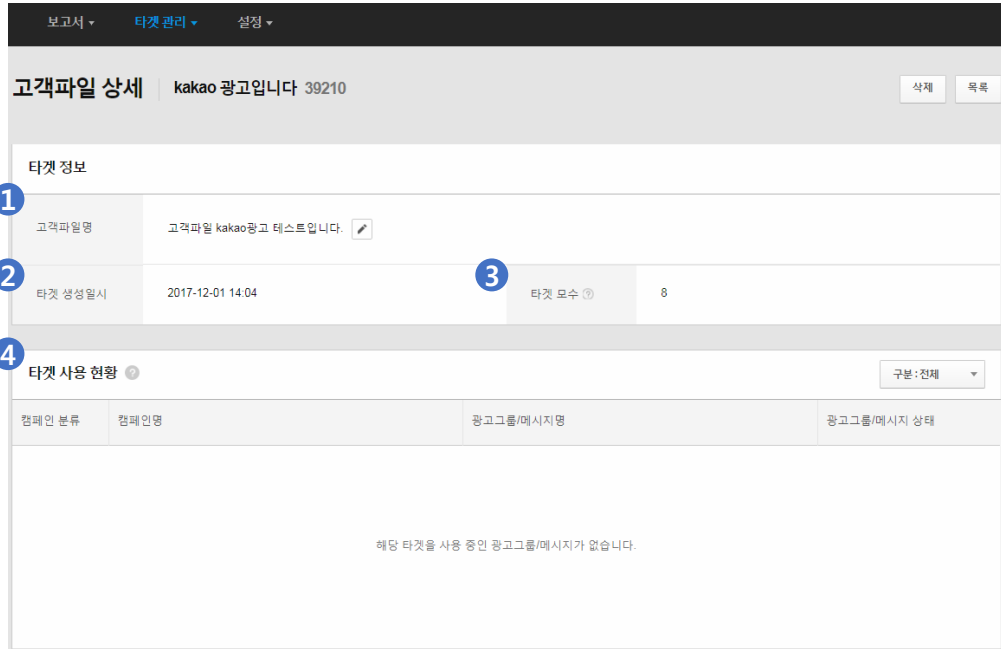 보고서 타겟 관리 설정
고객파일 상세 kakao 광고입니다 39210 삭제 목록
타겟 정보
1
고객파일명 고객파일 kakao광고 테스트입니다.
2 3
타겟 생성일시 2017-12-01 14:04 타겟 모수 ? 8
4
타겟 사용 현황 ? 구분 : 전체
캠페인 분류 캠페인명 광고그룹/메시지명 광고그룹/메시지 상태
해당 타겟을 사용 중인 광고그룹/메시지가 없습니다.